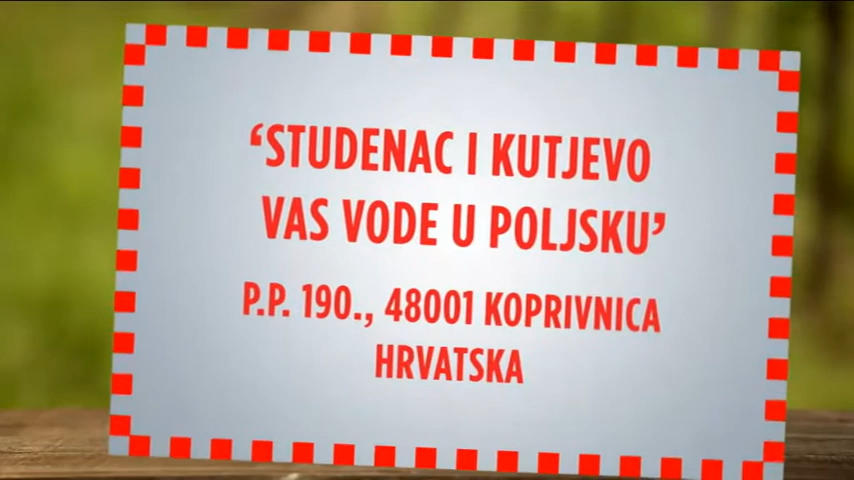 ‘STUDENAC I KUTJEVO
VAS VODE U POLJSKU’
P.P. 190., 48001 KOPRIVNICA
HRVATSKA